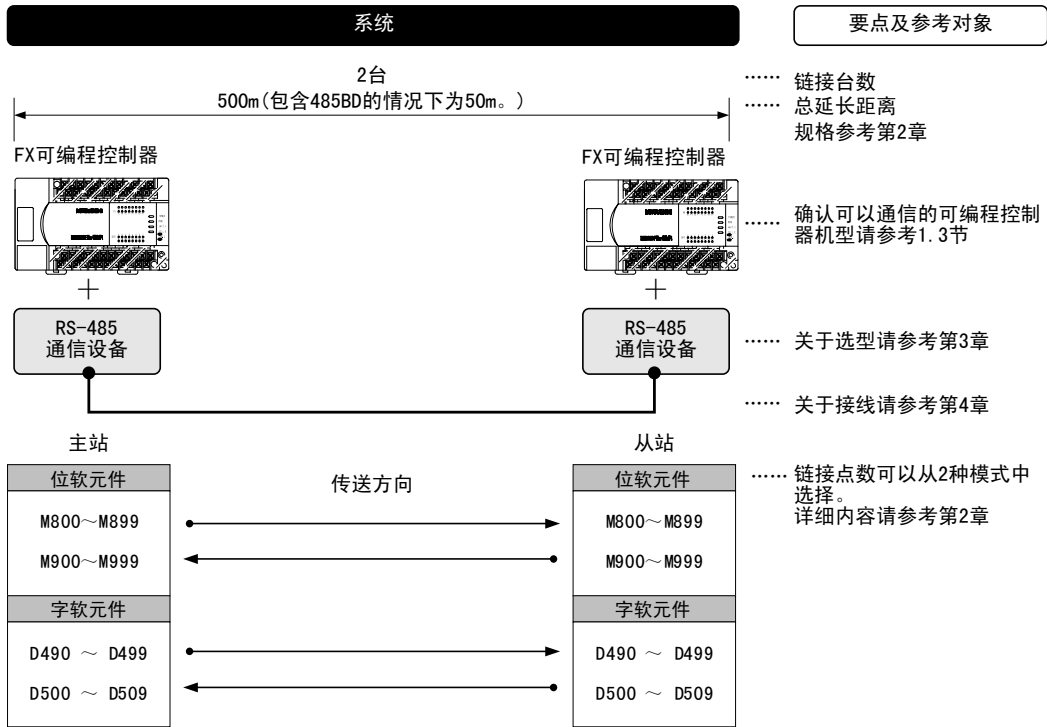 系统
要点及参考对象
2台
500m(包含485BD的情况下为50m。)
…… 链接台数
…… 总延长距离
规格参考第2章
FX可编程控制器
FX可编程控制器
…… 确认可以通信的可编程控制
器机型请参考1.3节
+
+
RS-485
通信设备
RS-485
通信设备
…… 关于选型请参考第3章
…… 关于接线请参考第4章
主站
从站
位软元件
传送方向
位软元件
…… 链接点数可以从2种模式中
选择。
详细内容请参考第2章
M800～M899
M800～M899
M900～M999
M900～M999
字软元件
字软元件
D490 ～ D499
D490 ～ D499
D500 ～ D509
D500 ～ D509